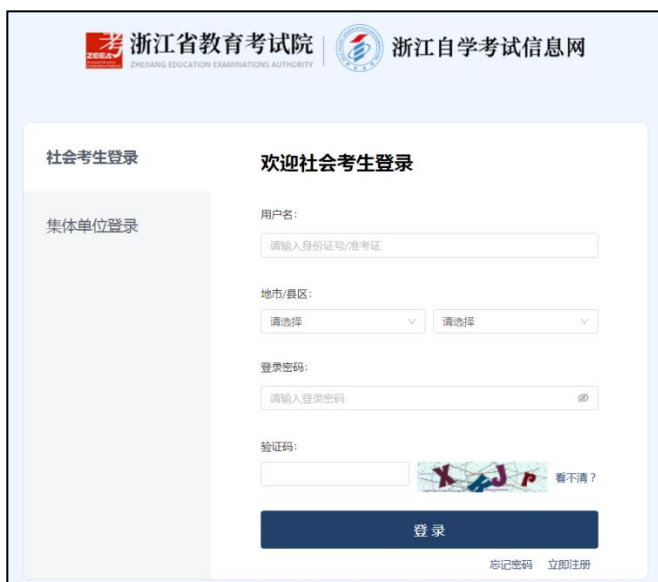 考
ZEEA
浙江省教育考试院
ZHEJIANG EDUCATION EXAMINATIONS AUTHORITY
浙江自学考试信息网
社会考生登录
集体单位登录
欢迎社会考生登录
用户名:
请输入身份证号/准考证
地市/县区:
请选择 请选择
登录密码:
请输入登录密码
验证码:
X K J P 看不清?
登 录
忘记密码 立即注册